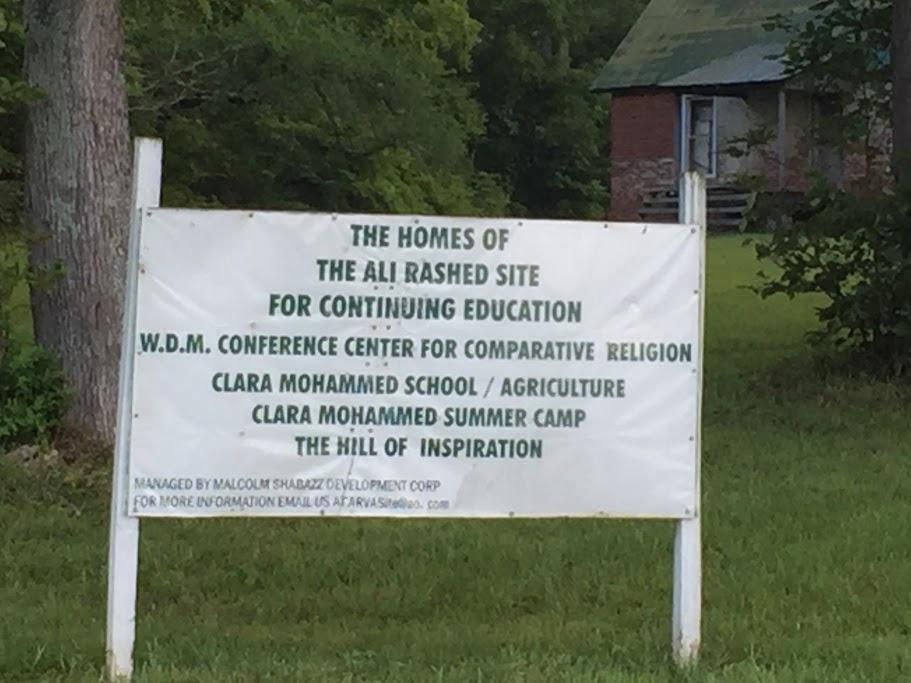 THE HOMES OF
THE ALI RASHED SITE
FOR CONTINUING EDUCATION
W.D.M. CONFERENCE CENTER FOR COMPARATIVE RELIGION
CLARA MOHAMMED SCHOOL / AGRICULTURE
CLARA MOHAMMED SUMMER CAMP
THE HILL OF INSPIRATION
MANAGED BY MALCOLM SHABAZZ DEVELOPMENT CORP
FOR MORE INFORMATION EMAIL US AT